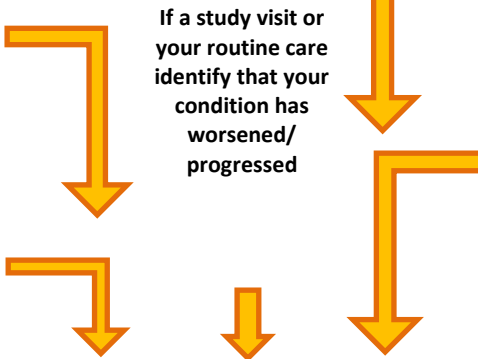 If a study visit or
your routine care
identify that your
condition has
worsened/
progressed